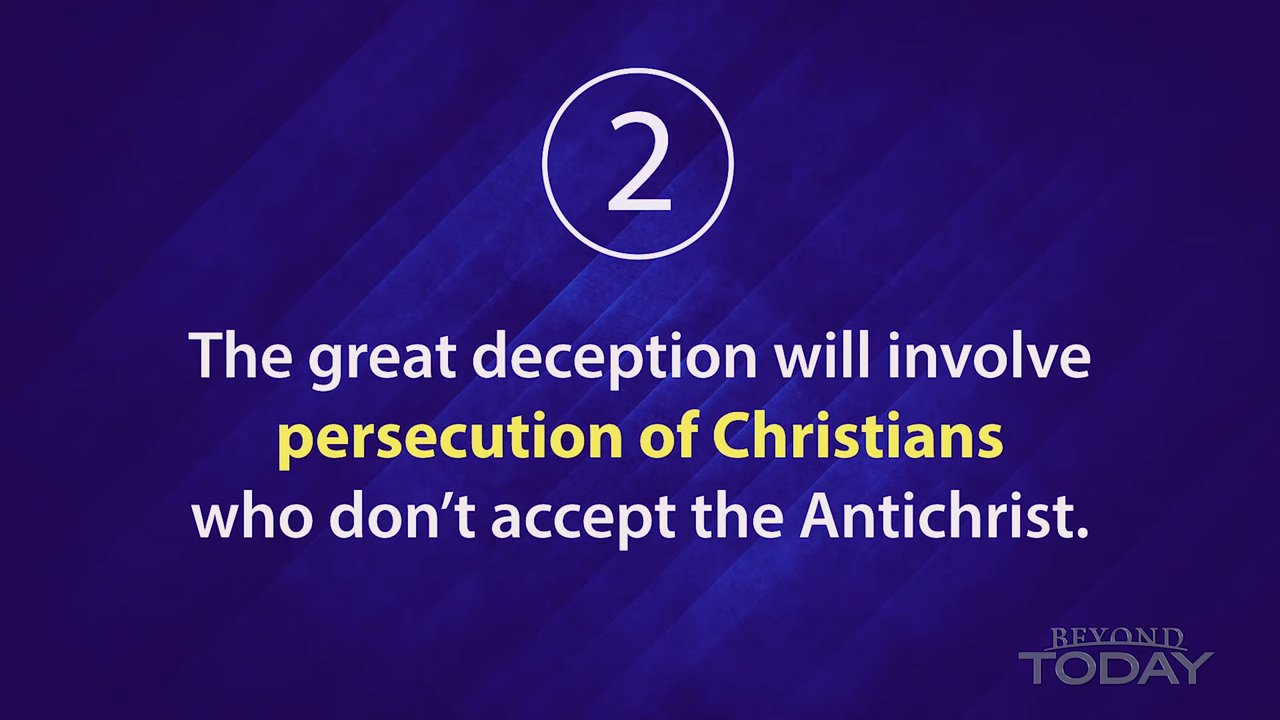 2
The great deception will involve
persecution of Christians
who don’t accept the Antichrist.
BEYOND
TODAY